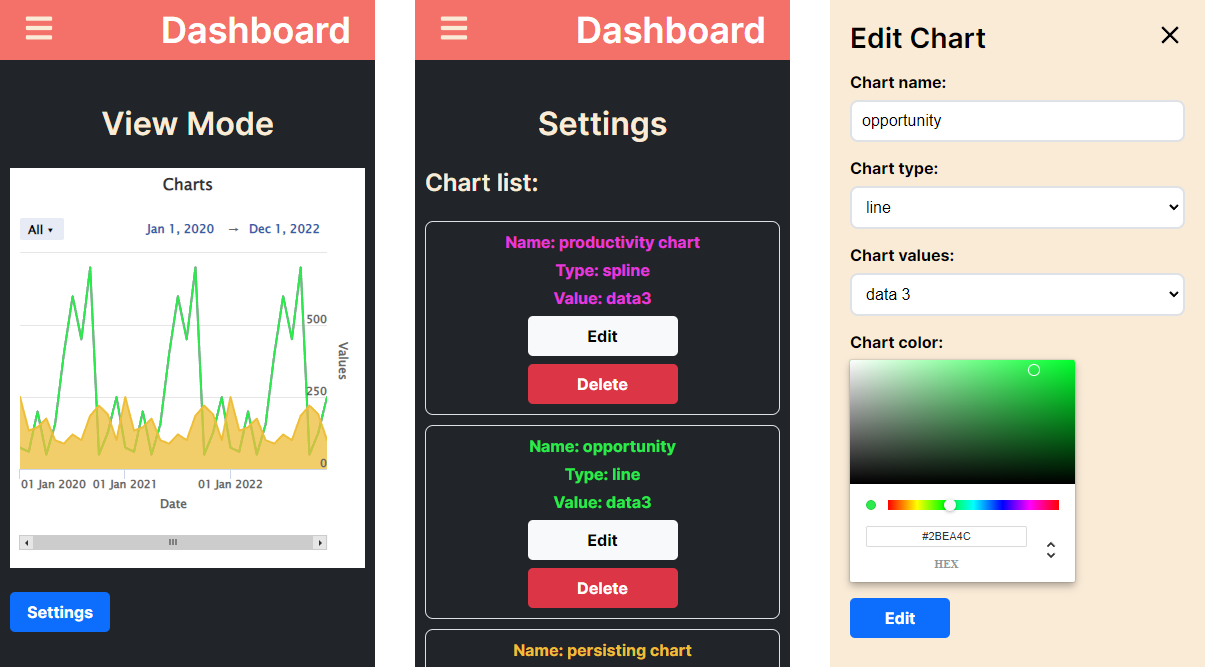 Dashboard
View Mode
Charts
All ▾
Jan 1, 2020 → Dec 1, 2022
500
250
0
Values
01 Jan 2020 01 Jan 2021 01 Jan 2022
Date
Settings
Dashboard
Settings
Chart list:
Name: productivity chart
Type: spline
Value: data3
Edit
Delete
Name: opportunity
Type: line
Value: data3
Edit
Delete
Name: persisting chart
Edit Chart
Chart name:
opportunity
Chart type:
line
Chart values:
data 3
Chart color:
#2BEA4C
HEX
Edit